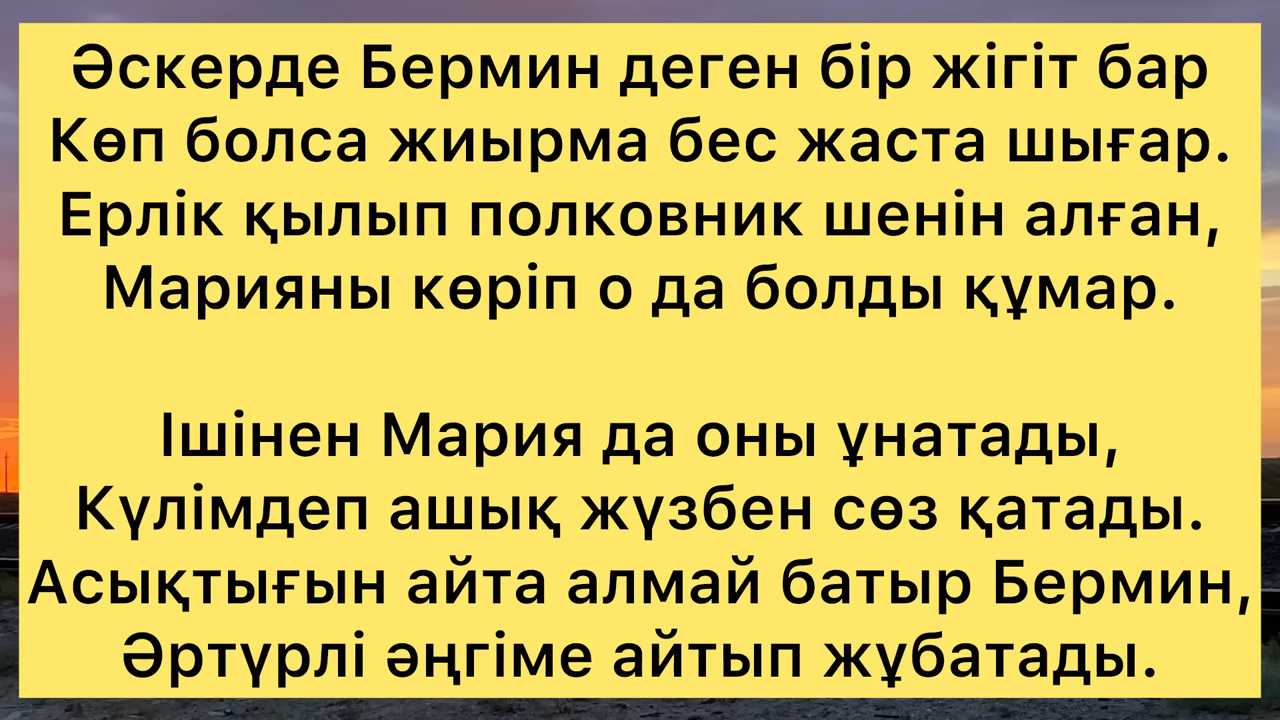 Әскерде Бермин деген бір жігіт бар
Көп болса жиырма бес жаста шығар.
Ерлік қылып полковник шенін алған,
Марияны көріп о да болды құмар.
Ішінен Мария да оны ұнатады,
Күлімдеп ашық жүзбен сөз қатады.
Асықтығын айта алмай батыр Бермин,
Әртүрлі әңгіме айтып жұбатады.